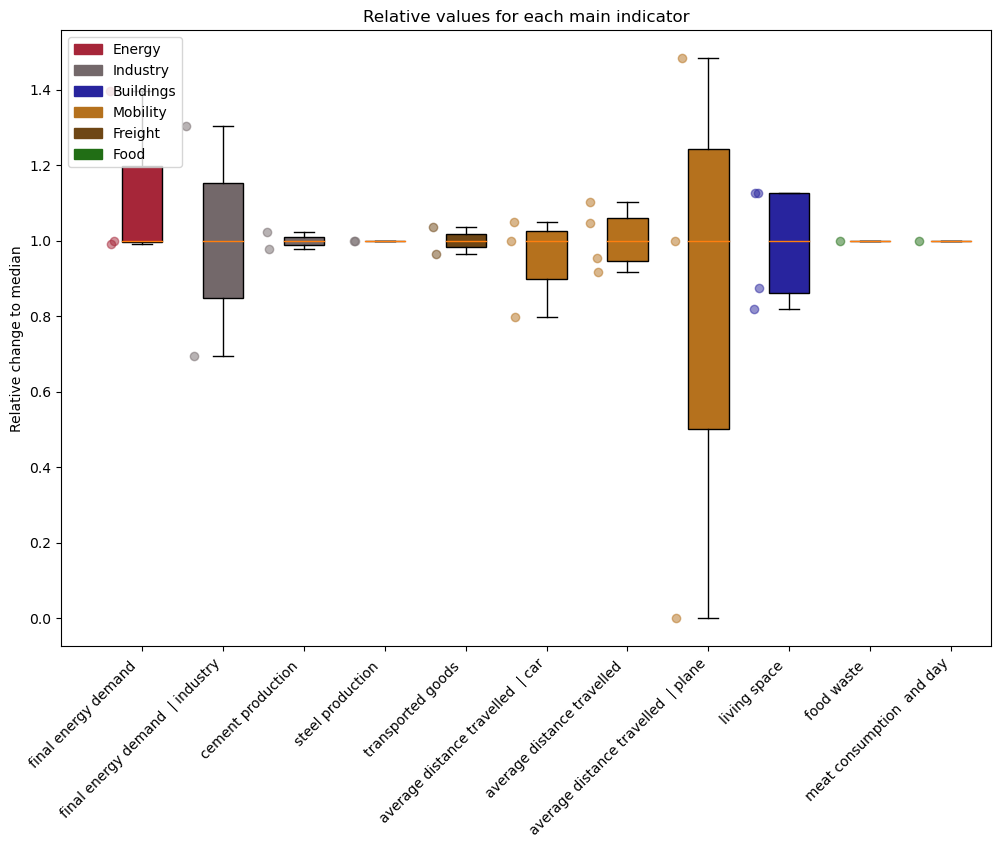 Relative values for each main indicator
Energy
Industry
Buildings
Mobility
Freight
Food
Relative change to median
1.4
1.2
1.0
0.8
0.6
0.4
0.2
0.0
final energy demand
final energy demand | industry
cement production
steel production
transported goods
average distance travelled | car
average distance travelled
average distance travelled | plane
living space
food waste
meat consumption and day